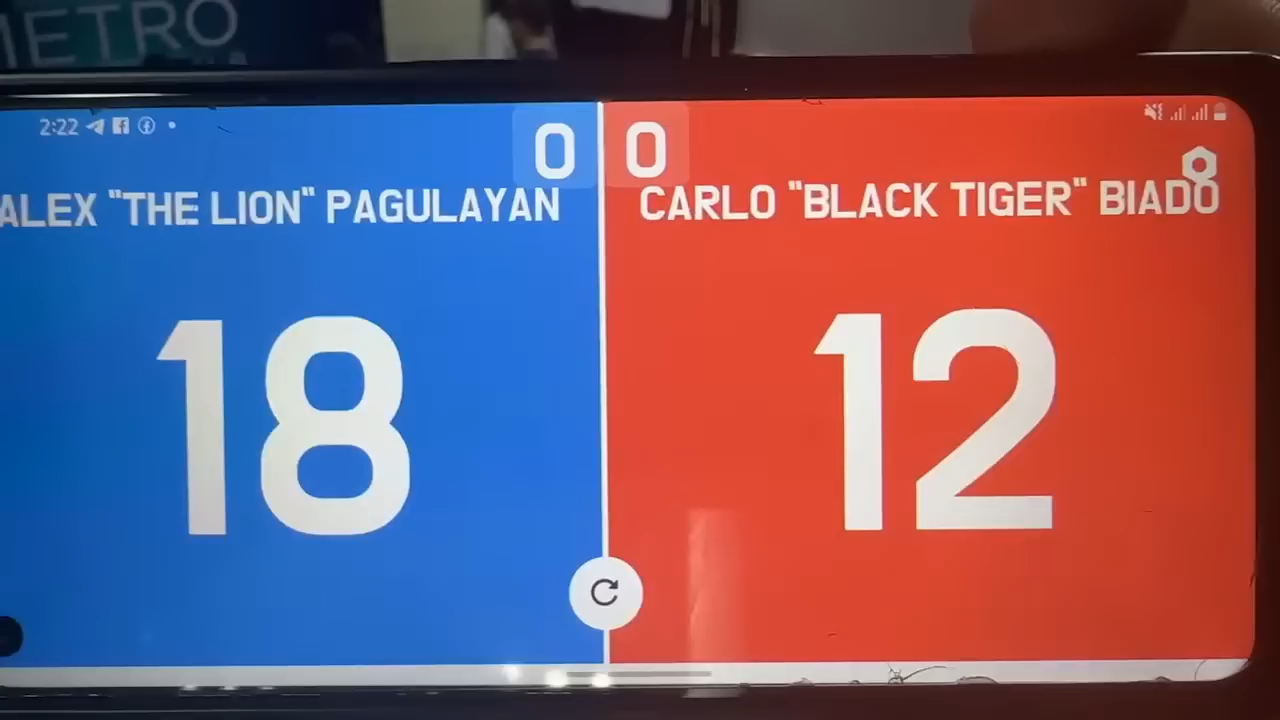 METRO
2:22
0 0
ALEX "THE LION" PAGULAYAN
CARLO "BLACK TIGER" BIADO
18
12